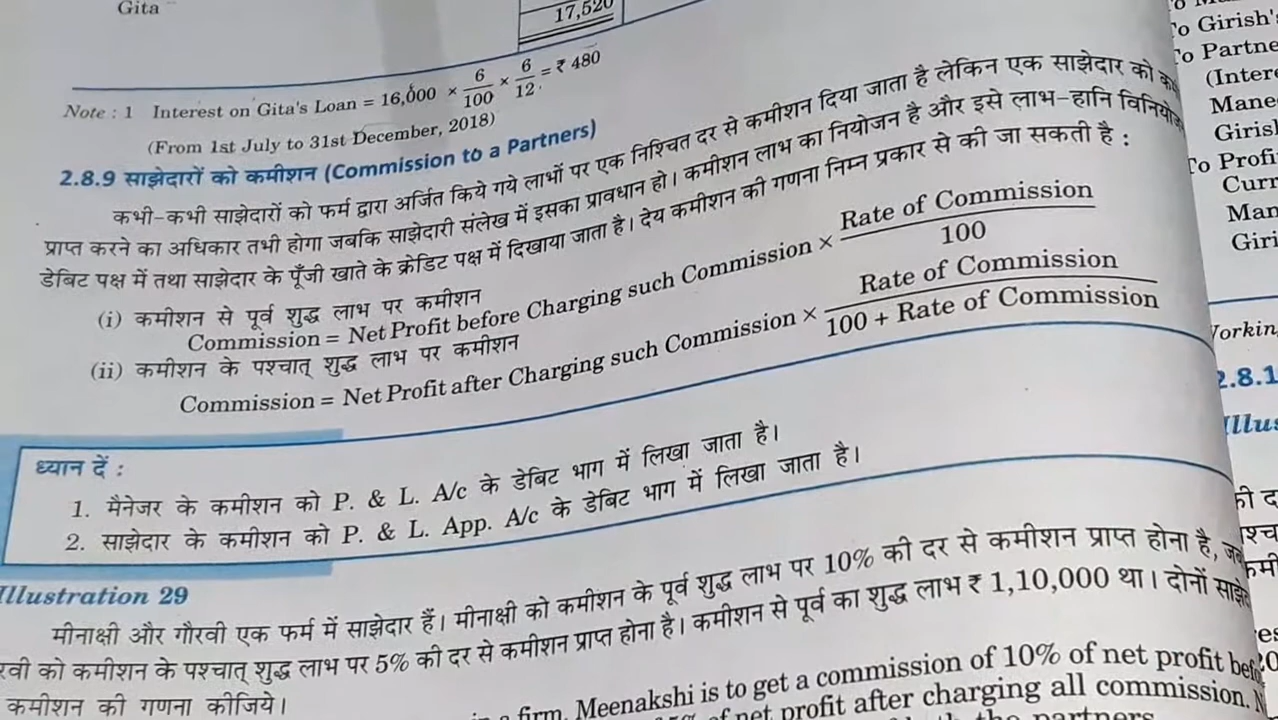 Gita
17,520
Note : 1 Interest on Gita's Loan = 16,000 × 6/100 × 6/12 = ₹ 480
(From 1st July to 31st December, 2018)
2.8.9 साझेदारों को कमीशन (Commission to a Partners)
कभी-कभी साझेदारों को फर्म द्वारा अर्जित किये गये लाभों पर एक निश्चित दर से कमीशन दिया जाता है लेकिन एक साझेदार को
प्राप्त करने का अधिकार तभी होगा जबकि साझेदारी संलेख में इसका प्रावधान हो। कमीशन लाभ का नियोजन है और इसे लाभ-हानि
डेबिट पक्ष में तथा साझेदार के पूँजी खाते के क्रेडिट पक्ष में दिखाया जाता है। देय कमीशन की गणना निम्न प्रकार से की जा सकती है :
(i) कमीशन से पूर्व शुद्ध लाभ पर कमीशन
Commission = Net Profit before Charging such Commission × Rate of Commission/100
(ii) कमीशन के पश्चात् शुद्ध लाभ पर कमीशन
Commission = Net Profit after Charging such Commission × Rate of Commission/100 + Rate of Commission
ध्यान दें :
1. मैनेजर के कमीशन को P. & L. A/c के डेबिट भाग में लिखा जाता है।
2. साझेदार के कमीशन को P. & L. App. A/c के डेबिट भाग में लिखा जाता है।
Illustration 29
मीनाक्षी और गौरवी एक फर्म में साझेदार हैं। मीनाक्षी को कमीशन के पूर्व शुद्ध लाभ पर 10% की दर से कमीशन प्राप्त होना है,
को कमीशन के पश्चात् शुद्ध लाभ पर 5% की दर से कमीशन प्राप्त होना है। कमीशन से पूर्व का शुद्ध लाभ ₹ 1,10,000 था। दोनों
कमीशन की गणना कीजिये।
firm. Meenakshi is to get a commission of 10% of net profit
of net profit after charging all commission.
the partners
To Girish's
To Partne
(Intere
Mane
Girish
To Profi
Curr
Man
Giri
2.8.1
Illus